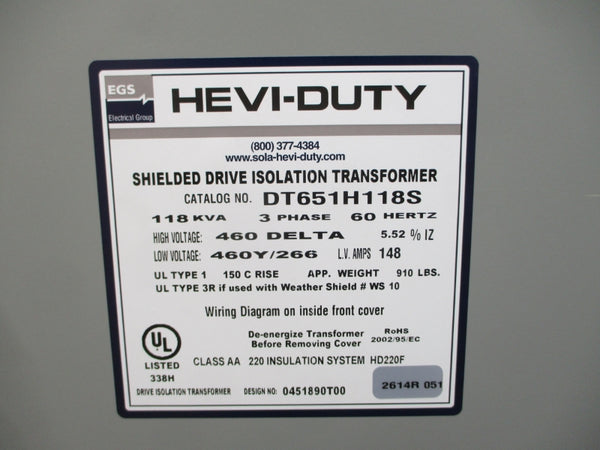 EGS
Electrical Group
HEVI-DUTY
(800) 377-4384
www.sola-hevi-duty.com
SHIELDED DRIVE ISOLATION TRANSFORMER
CATALOG NO. DT651H118S
118 KVA 3 PHASE 60 HERTZ
HIGH VOLTAGE: 460 DELTA 5.52 % IZ
LOW VOLTAGE: 460Y/266 L.V. AMPS 148
UL TYPE 1 150 C RISE APP. WEIGHT 910 LBS.
UL TYPE 3R if used with Weather Shield # WS 10
Wiring Diagram on inside front cover
UL
LISTED
338H
De-energize Transformer
Before Removing Cover
RoHS
2002/95/EC
CLASS AA 220 INSULATION SYSTEM HD220F
DRIVE ISOLATION TRANSFORMER DESIGN NO: 0451890T00
2614R 051